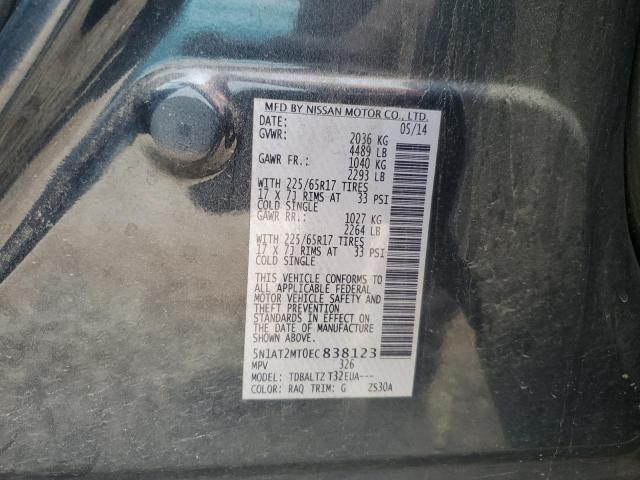 MFD BY NISSAN MOTOR CO., LTD.
DATE: 05/14
GVWR: 2036 KG
4489 LB
GAWR FR.: 1040 KG
2293 LB
WITH 225/65R17 TIRES
17 X 7J RIMS AT 33 PSI
COLD SINGLE
GAWR RR.: 1027 KG
2264 LB
WITH 225/65R17 TIRES
17 X 7J RIMS AT 33 PSI
COLD SINGLE
THIS VEHICLE CONFORMS TO
ALL APPLICABLE FEDERAL
MOTOR VEHICLE SAFETY AND
THEFT PREVENTION
STANDARDS IN EFFECT ON
THE DATE OF MANUFACTURE
SHOWN ABOVE.
5N1AT2MT0EC838123
MPV 326
MODEL: TDBALTZ T32EUA---
COLOR: RAQ TRIM: G ZS30A